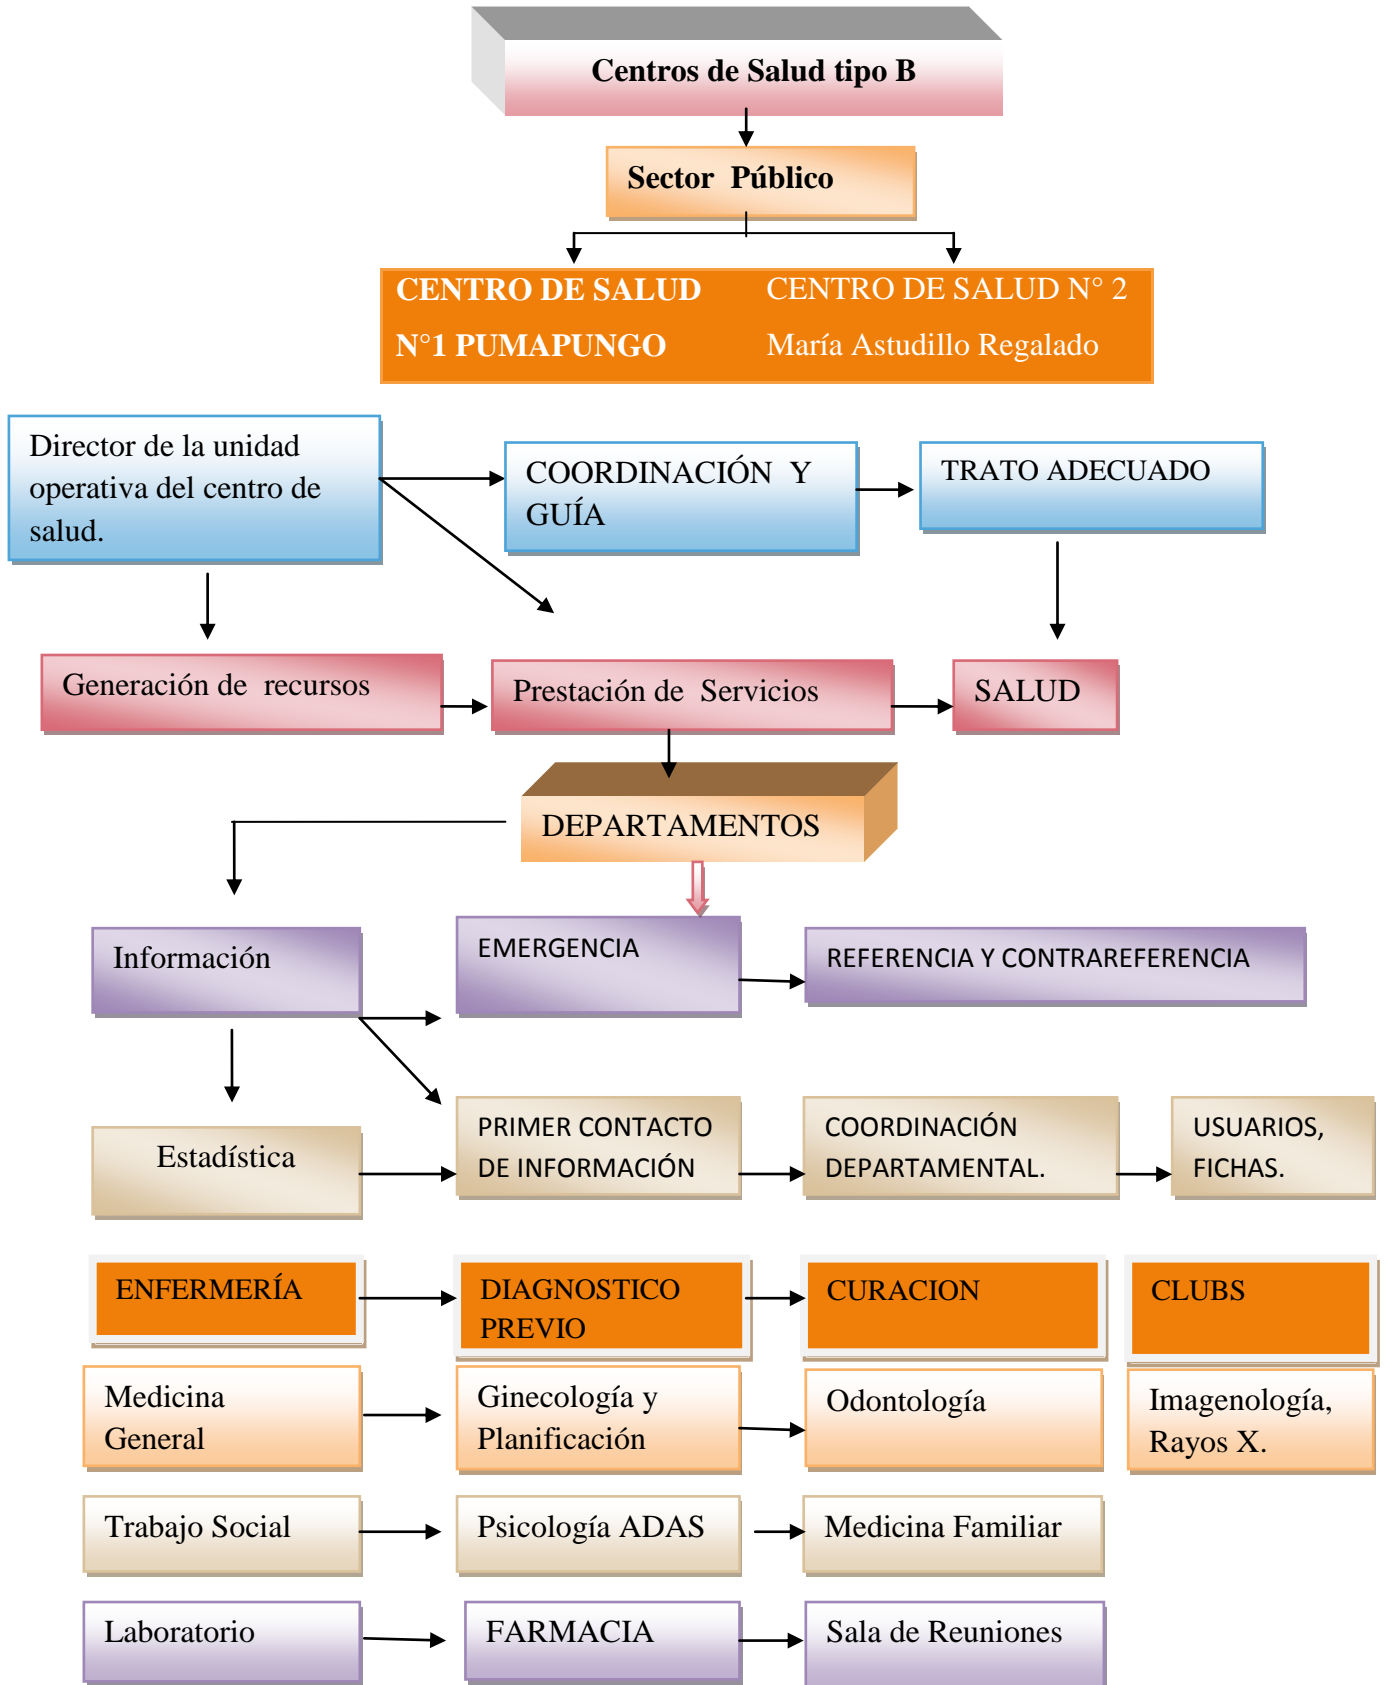 Centros de Salud tipo B
Sector Público
CENTRO DE SALUD
N°1 PUMAPUNGO
CENTRO DE SALUD N° 2
María Astudillo Regalado
Director de la unidad
operativa del centro de
salud.
COORDINACIÓN Y
GUÍA
TRATO ADECUADO
Generación de recursos
Prestación de Servicios
SALUD
DEPARTAMENTOS
Información
EMERGENCIA
REFERENCIA Y CONTRAREFERENCIA
Estadística
PRIMER CONTACTO
DE INFORMACIÓN
COORDINACIÓN
DEPARTAMENTAL.
USUARIOS,
FICHAS.
ENFERMERÍA
DIAGNOSTICO
PREVIO
CURACION
CLUBS
Medicina
General
Ginecología y
Planificación
Odontología
Imagenología,
Rayos X.
Trabajo Social
Psicología ADAS
Medicina Familiar
Laboratorio
FARMACIA
Sala de Reuniones